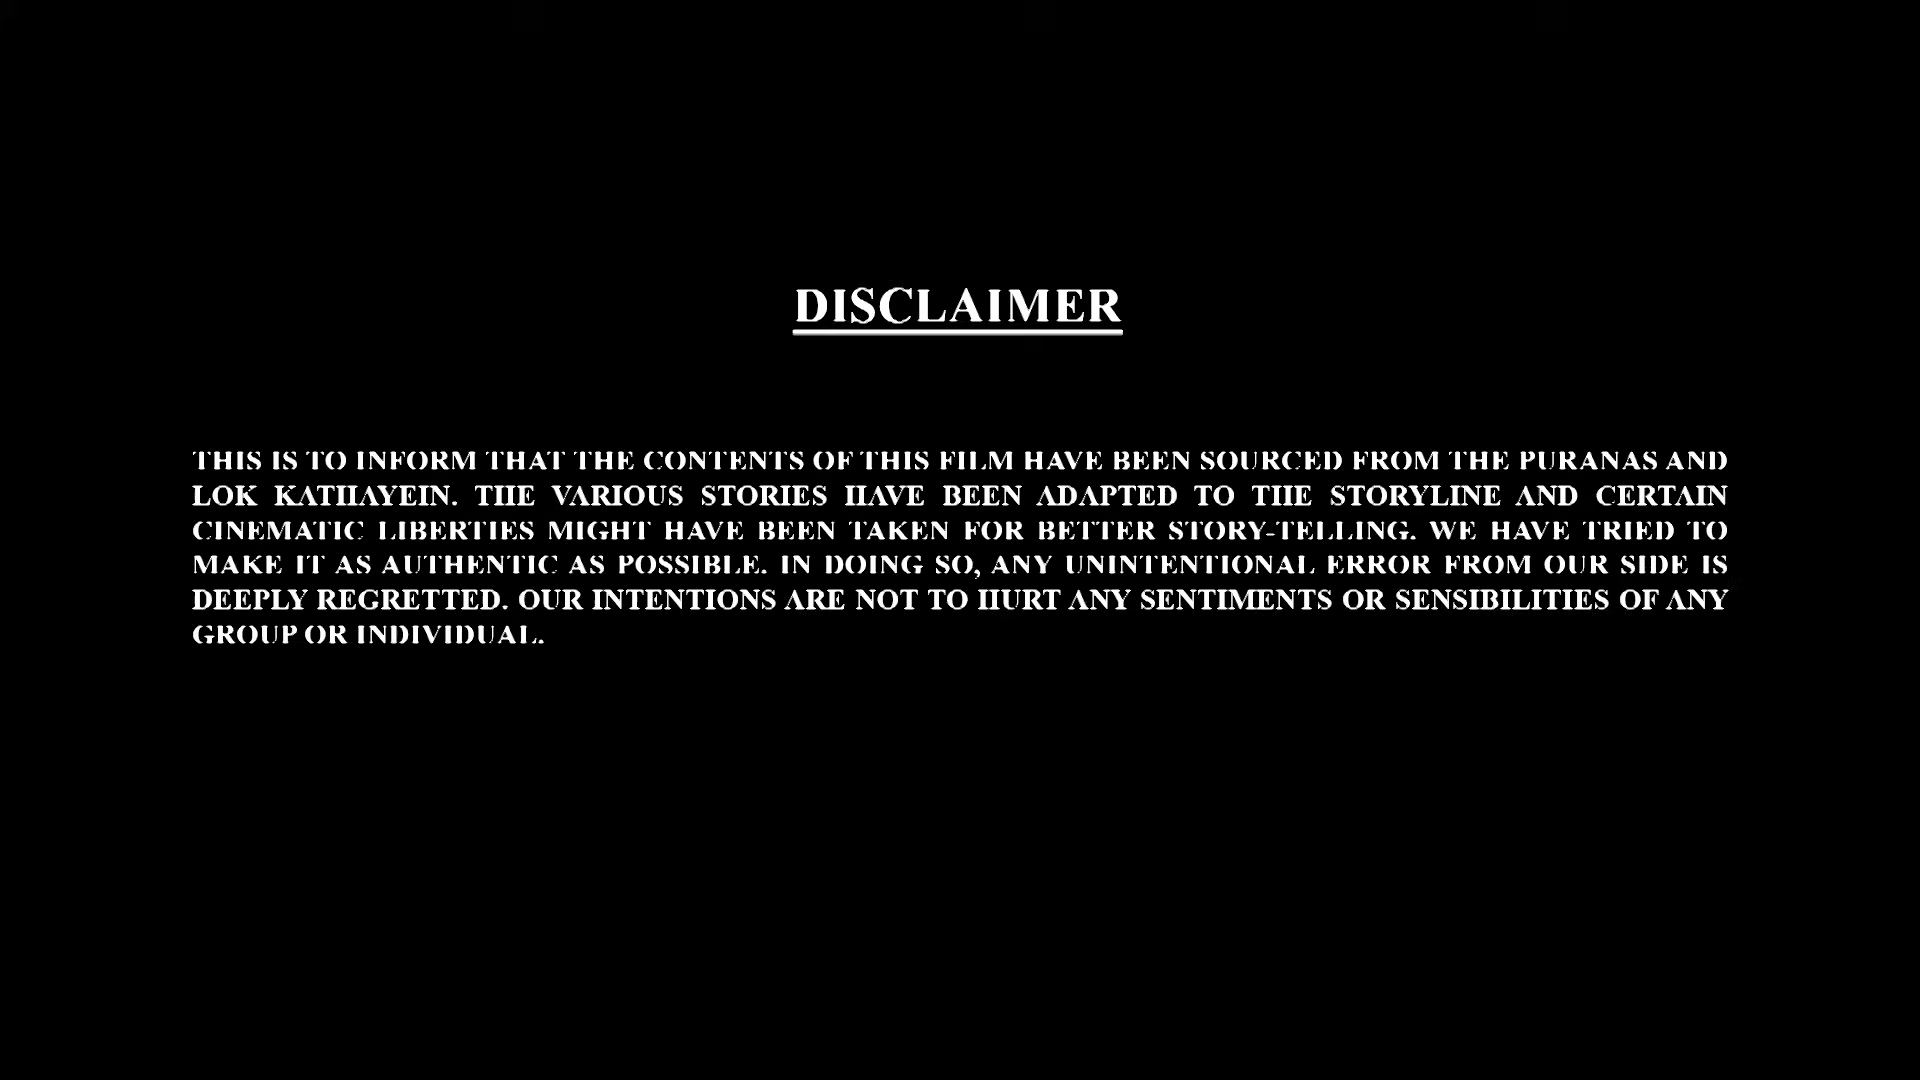 DISCLAIMER
THIS IS TO INFORM THAT THE CONTENTS OF THIS FILM HAVE BEEN SOURCED FROM THE PURANAS AND
LOK KATHAYEIN. THE VARIOUS STORIES HAVE BEEN ADAPTED TO THE STORYLINE AND CERTAIN
CINEMATIC LIBERTIES MIGHT HAVE BEEN TAKEN FOR BETTER STORY-TELLING. WE HAVE TRIED TO
MAKE IT AS AUTHENTIC AS POSSIBLE. IN DOING SO, ANY UNINTENTIONAL ERROR FROM OUR SIDE IS
DEEPLY REGRETTED. OUR INTENTIONS ARE NOT TO HURT ANY SENTIMENTS OR SENSIBILITIES OF ANY
GROUP OR INDIVIDUAL.